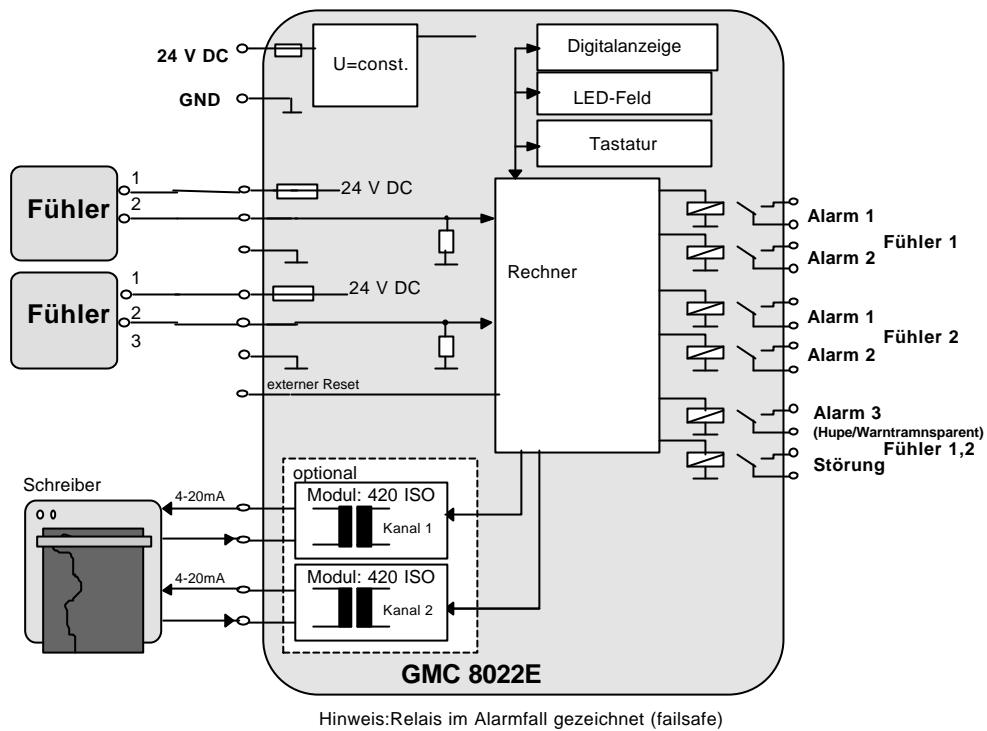 24 V DC
U=const.
GND
Digitalanzeige
LED-Feld
Tastatur
Fühler
1
2
24 V DC
Fühler
1
2
3
24 V DC
externer Reset
Rechner
Alarm 1
Fühler 1
Alarm 2
Alarm 1
Fühler 2
Alarm 2
Alarm 3
(Hupe/Warntramnsparent)
Fühler 1,2
Störung
Schreiber
4-20mA
4-20mA
optional
Modul: 420 ISO
Kanal 1
Modul: 420 ISO
Kanal 2
GMC 8022E
Hinweis:Relais im Alarmfall gezeichnet (failsafe)